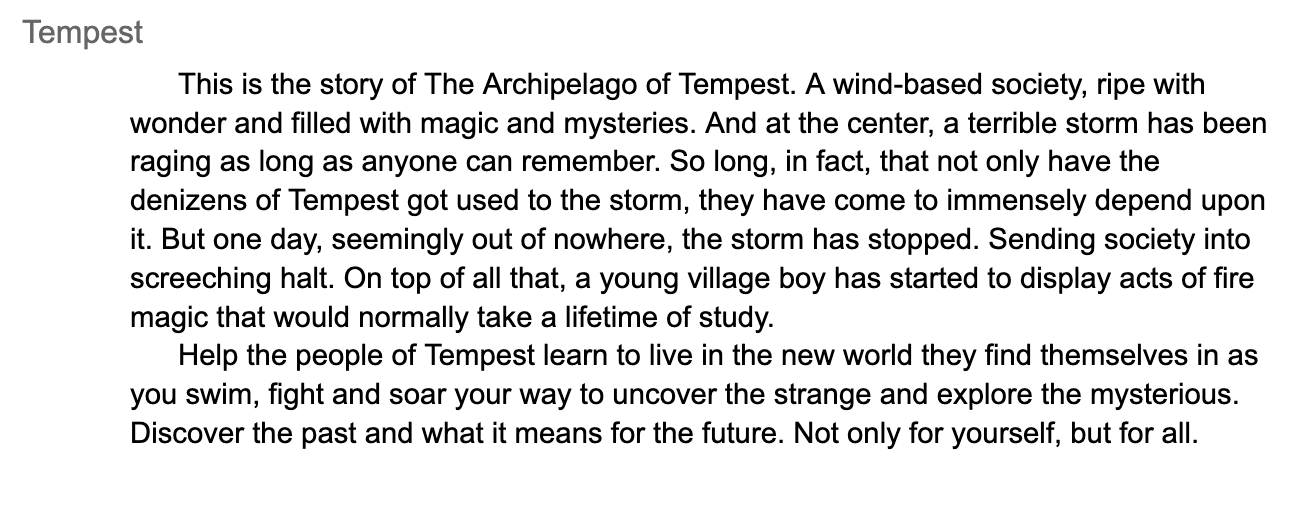 Tempest
This is the story of The Archipelago of Tempest. A wind-based society, ripe with
wonder and filled with magic and mysteries. And at the center, a terrible storm has been
raging as long as anyone can remember. So long, in fact, that not only have the
denizens of Tempest got used to the storm, they have come to immensely depend upon
it. But one day, seemingly out of nowhere, the storm has stopped. Sending society into
screeching halt. On top of all that, a young village boy has started to display acts of fire
magic that would normally take a lifetime of study.
Help the people of Tempest learn to live in the new world they find themselves in as
you swim, fight and soar your way to uncover the strange and explore the mysterious.
Discover the past and what it means for the future. Not only for yourself, but for all.